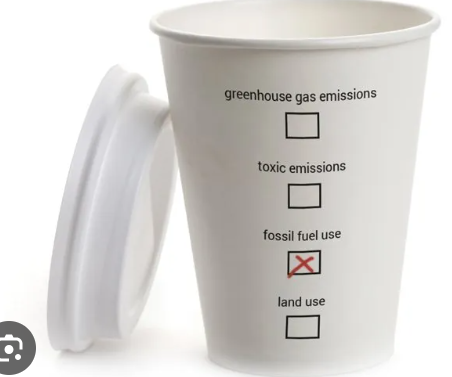 greenhouse gas emissions
toxic emissions
fossil fuel use
land use